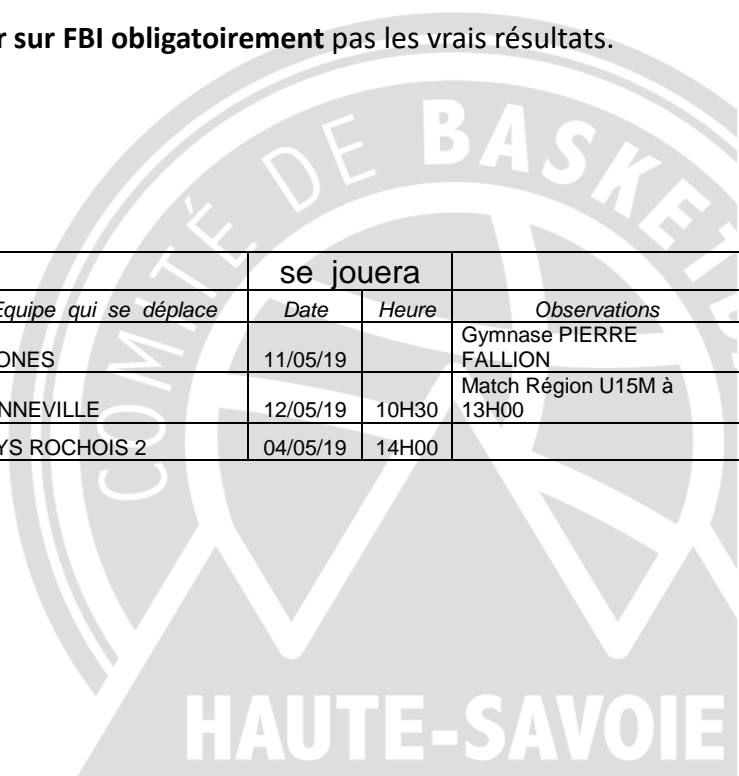 r sur FBI obligatoirement pas les vrais résultats.
COMITÉ DE BASKETB
se jouera
Equipe qui se déplace Date Heure Observations
ONES 11/05/19 Gymnase PIERRE
FALLION
NNEVILLE 12/05/19 10H30 Match Région U15M à
13H00
YS ROCHOIS 2 04/05/19 14H00
HAUTE-SAVOIE